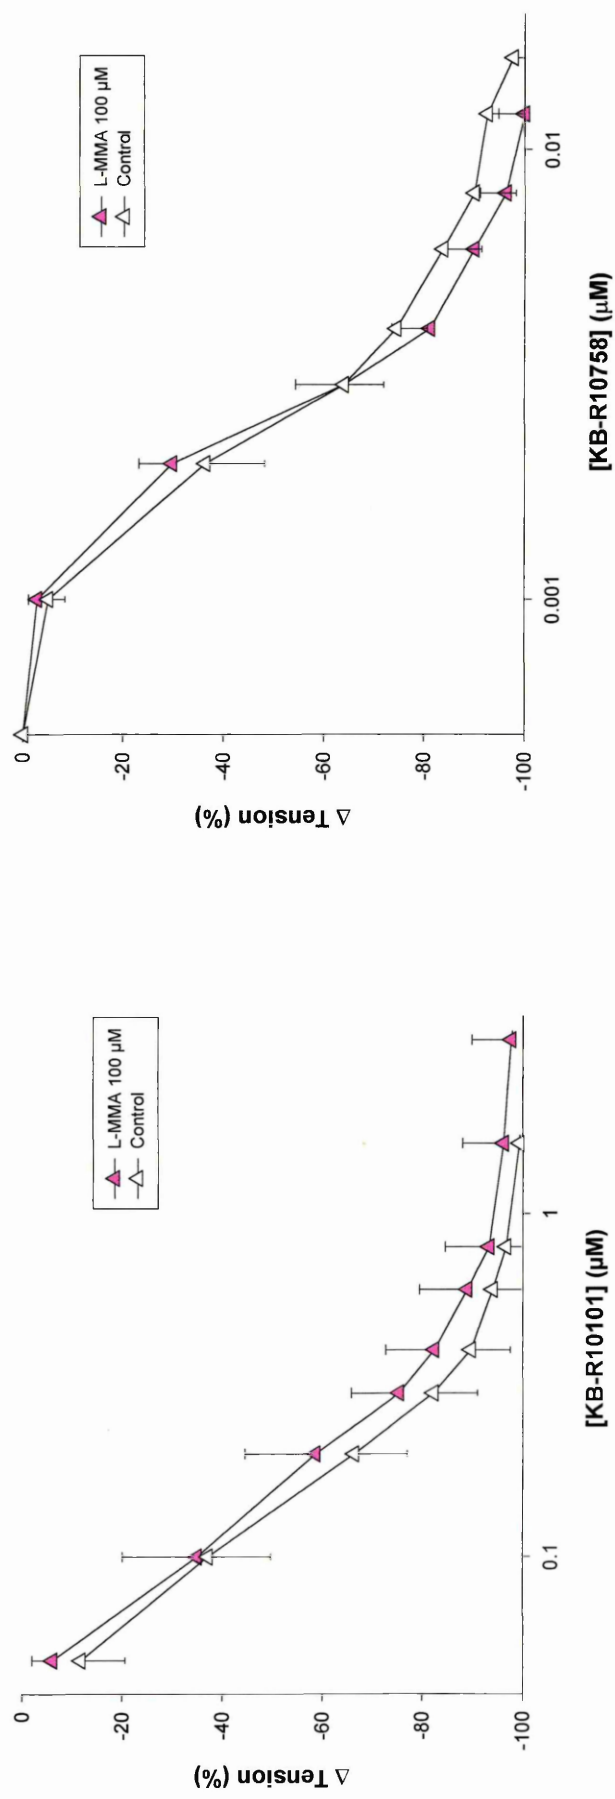 Δ Tension (%)
0
-20
-40
-60
-80
-100
0.1
1
[KB-R10101] (µM)
L-MMA 100 µM
Control
Δ Tension (%)
0
-20
-40
-60
-80
-100
0.001
0.01
[KB-R10758] (µM)
L-MMA 100 µM
Control